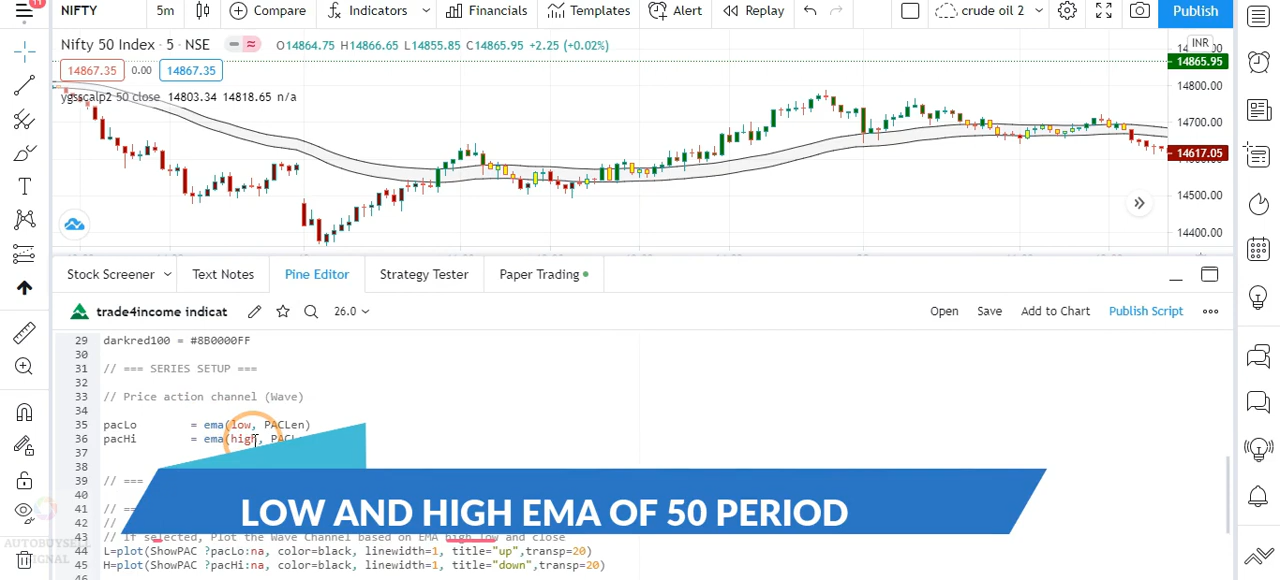 11
NIFTY
5m
Compare
Indicators
Financials
Templates
Alert
Replay
crude oil 2
Publish
Nifty 50 Index · 5 · NSE
O14864.75 H14866.65 L14855.85 C14865.95 +2.25 (+0.02%)
INR
14867.35 0.00 14867.35
14865.95
ygsscalp2 50 close 14803.34 14818.65 n/a
14800.00
14700.00
14617.05
14500.00
14400.00
Stock Screener
Text Notes
Pine Editor
Strategy Tester
Paper Trading
trade4income indicat
26.0
Open
Save
Add to Chart
Publish Script
29 darkred100 = #8B0000FF
30
31 // === SERIES SETUP ===
32
33 // Price action channel (Wave)
34
35 pacLo = ema(low, PACLen)
36 pacHi = ema(high,
37
38
39 // ===
40
41 //
42 //
LOW AND HIGH EMA OF 50 PERIOD
43 // If selected, Plot the Wave Channel based on EMA high low and close
44 L=plot(ShowPAC ?pacLo:na, color=black, linewidth=1, title="up",transp=20)
45 H=plot(ShowPAC ?pacHi:na, color=black, linewidth=1, title="down",transp=20)
46
AUTOBUYSELL
SIGNAL